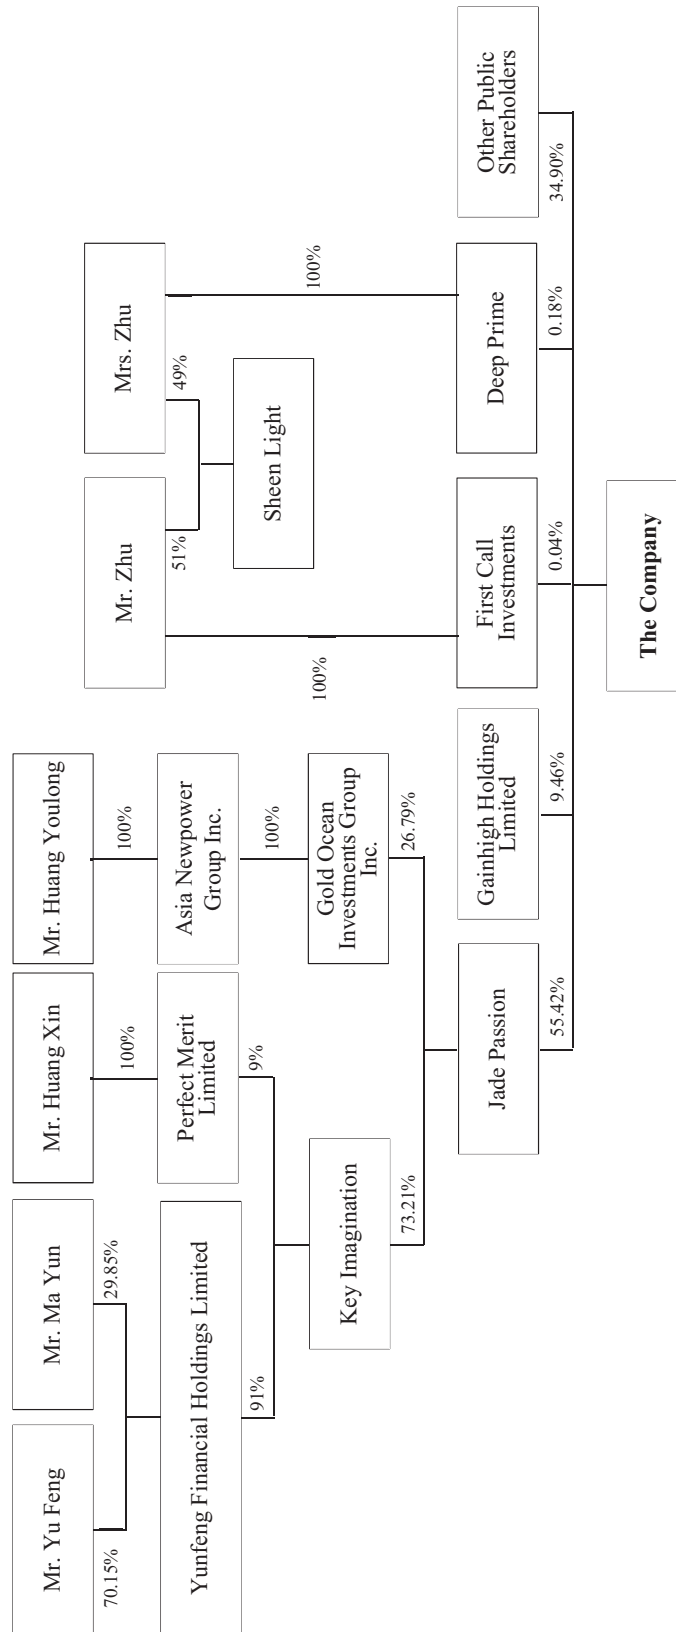 Mr. Yu Feng
Mr. Ma Yun
Mr. Huang Xin
Mr. Huang Youlong
70.15%
29.85%
100%
100%
Mr. Zhu
Mrs. Zhu
51%
49%
Yunfeng Financial Holdings Limited
Perfect Merit
Limited
Asia Newpower
Group Inc.
91%
9%
100%
100%
Sheen Light
100%
Key Imagination
Gold Ocean
Investments Group
Inc.
73.21%
26.79%
Jade Passion
Gainhigh Holdings
Limited
First Call
Investments
Deep Prime
Other Public
Shareholders
55.42%
9.46%
0.04%
0.18%
34.90%
The Company